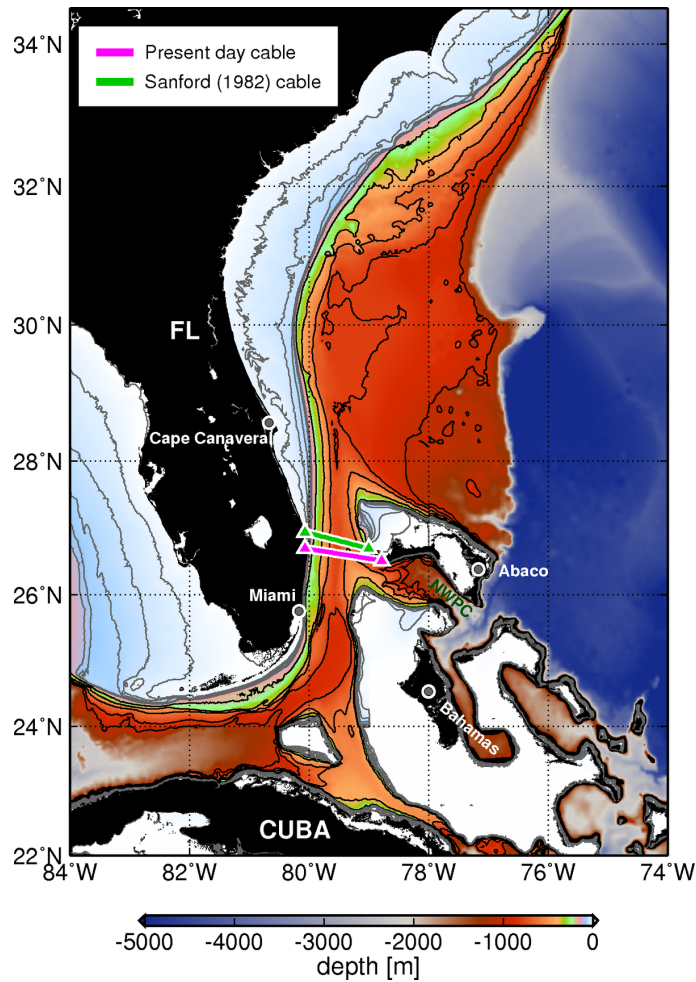 34˚N
Present day cable
Sanford (1982) cable
32˚N
FL
30˚N
Cape Canaveral
28˚N
Abaco
26˚N
Miami
NWPC
24˚N
Bahamas
CUBA
22˚N
84˚W 82˚W 80˚W 78˚W 76˚W 74˚W
-5000 -4000 -3000 -2000 -1000 0
depth [m]